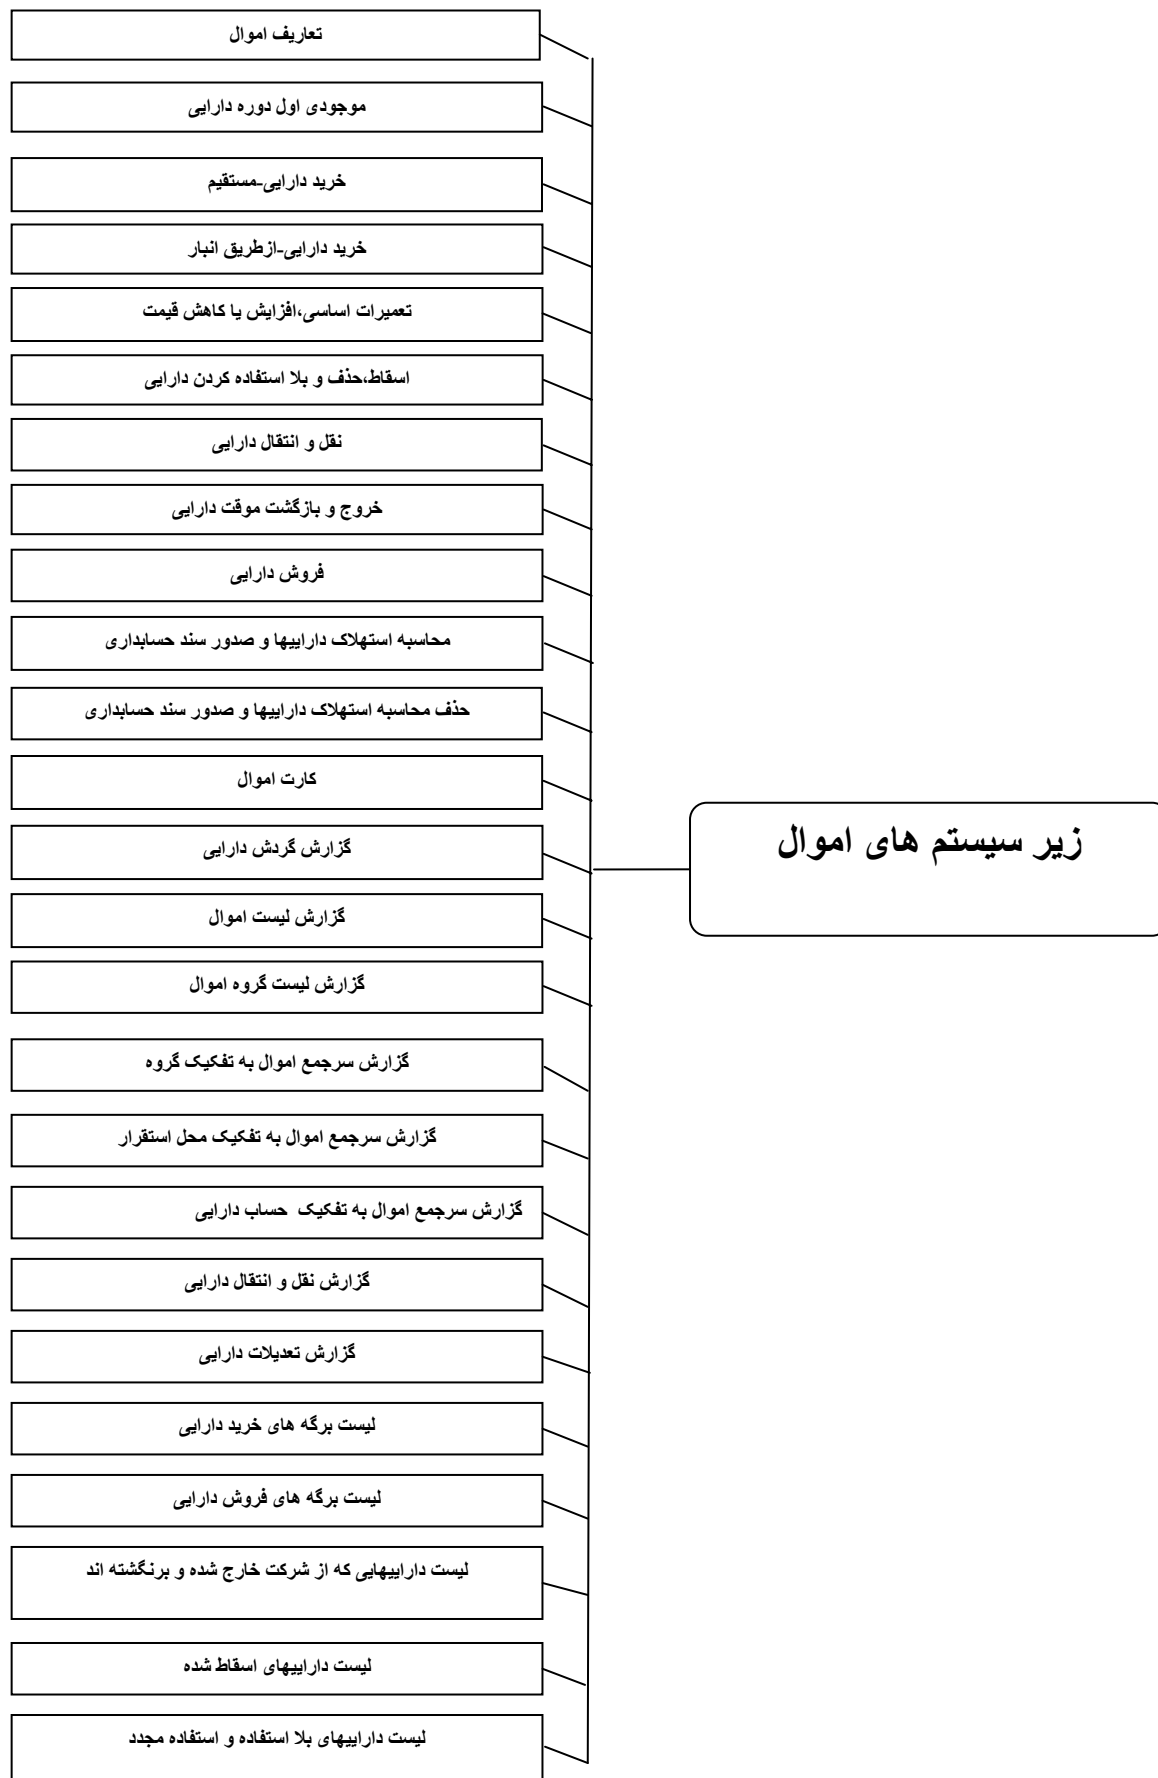 زیر سیستم های اموال
تعاریف اموال
موجودی اول دوره دارایی
خرید دارایی-مستقیم
خرید دارایی-ازطریق انبار
تعمیرات اساسی،افزایش یا کاهش قیمت
اسقاط،حذف و بلا استفاده کردن دارایی
نقل و انتقال دارایی
خروج و بازگشت موقت دارایی
فروش دارایی
محاسبه استهلاک داراییها و صدور سند حسابداری
حذف محاسبه استهلاک داراییها و صدور سند حسابداری
کارت اموال
گزارش گردش دارایی
گزارش لیست اموال
گزارش لیست گروه اموال
گزارش سرجمع اموال به تفکیک گروه
گزارش سرجمع اموال به تفکیک محل استقرار
گزارش سرجمع اموال به تفکیک حساب دارایی
گزارش نقل و انتقال دارایی
گزارش تعدیلات دارایی
لیست برگه های خرید دارایی
لیست برگه های فروش دارایی
لیست داراییهایی که از شرکت خارج شده و برنگشته اند
لیست داراییهای اسقاط شده
لیست داراییهای بلا استفاده و استفاده مجدد